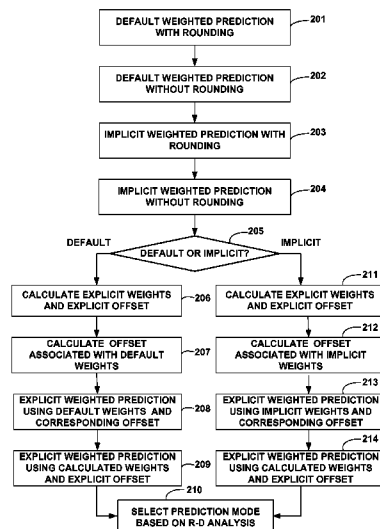 DEFAULT WEIGHTED PREDICTION
WITH ROUNDING
201
DEFAULT WEIGHTED PREDICTION
WITHOUT ROUNDING
202
IMPLICIT WEIGHTED PREDICTION WITH
ROUNDING
203
IMPLICIT WEIGHTED PREDICTION
WITHOUT ROUNDING
204
205
DEFAULT
DEFAULT OR IMPLICIT?
IMPLICIT
CALCULATE EXPLICIT WEIGHTS
AND EXPLICIT OFFSET
206
CALCULATE OFFSET
ASSOCIATED WITH DEFAULT
WEIGHTS
207
EXPLICIT WEIGHTED PREDICTION
USING DEFAULT WEIGHTS AND
CORRESPONDING OFFSET
208
EXPLICIT WEIGHTED PREDICTION
USING CALCULATED WEIGHTS
AND EXPLICIT OFFSET
209
211
CALCULATE EXPLICIT WEIGHTS
AND EXPLICIT OFFSET
212
CALCULATE OFFSET
ASSOCIATED WITH IMPLICIT
WEIGHTS
213
EXPLICIT WEIGHTED PREDICTION
USING IMPLICIT WEIGHTS AND
CORRESPONDING OFFSET
214
EXPLICIT WEIGHTED PREDICTION
USING CALCULATED WEIGHTS
AND EXPLICIT OFFSET
210
SELECT PREDICTION MODE
BASED ON R-D ANALYSIS